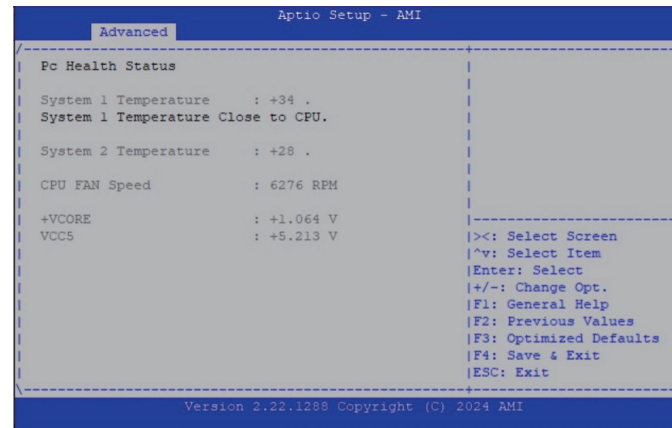 Aptio Setup - AMI
Advanced
Pc Health Status
System 1 Temperature : +34 .
System 1 Temperature Close to CPU.
System 2 Temperature : +28 .
CPU FAN Speed : 6276 RPM
+VCORE : +1.064 V
VCC5 : +5.213 V
><: Select Screen
^v: Select Item
Enter: Select
+/-: Change Opt.
F1: General Help
F2: Previous Values
F3: Optimized Defaults
F4: Save & Exit
ESC: Exit
Version 2.22.1288 Copyright (C) 2024 AMI